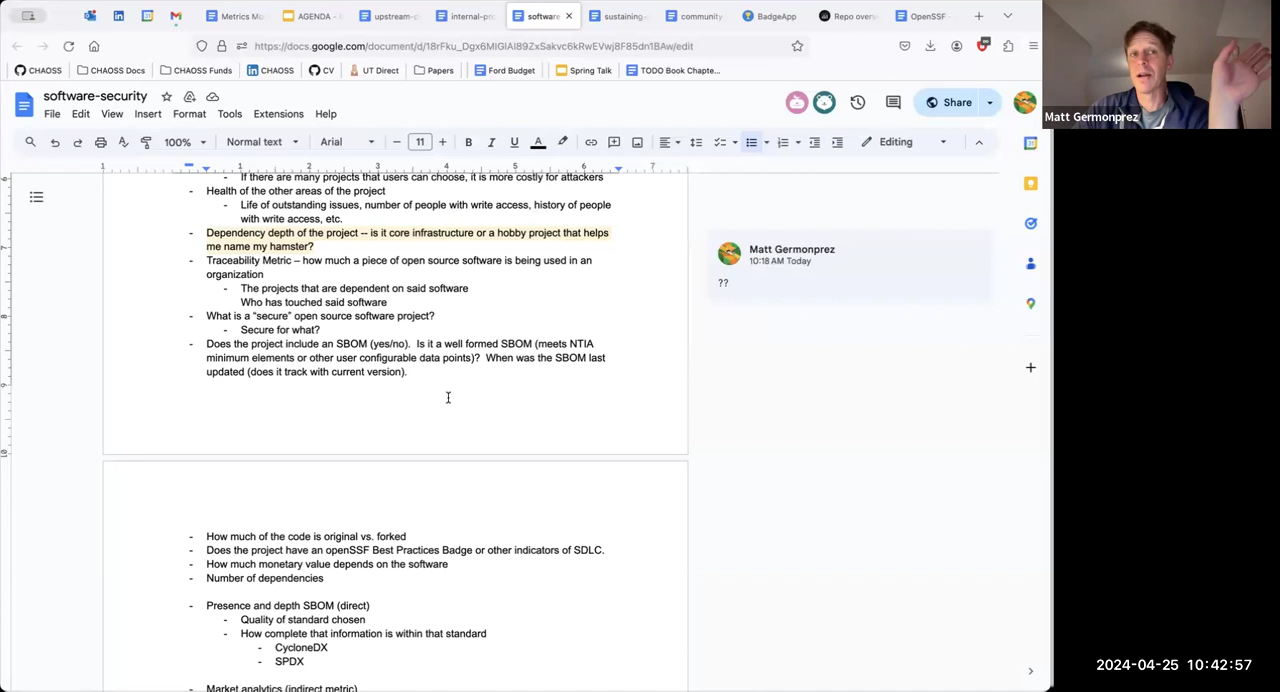 Metrics Mo
AGENDA -
upstream-p
internal-pro
software
sustaining-
community
BadgeApp
Repo over
OpenSSF
https://docs.google.com/document/d/18rFku_Dgx6MIGlAI89ZxSakvc6kRwEVwj8F85dn1BAw/edit
CHAOSS
CHAOSS Docs
CHAOSS Funds
CHAOSS
CV
UT Direct
Papers
Ford Budget
Spring Talk
TODO Book Chapte...
software-security
File Edit View Insert Format Tools Extensions Help
Share
100% Normal text Arial 11 Editing
1 1 2 3 4 5 6 7
If there are many projects that users can choose, it is more costly for attackers
- Health of the other areas of the project
- Life of outstanding issues, number of people with write access, history of people
with write access, etc.
- Dependency depth of the project -- is it core infrastructure or a hobby project that helps
me name my hamster?
- Traceability Metric – how much a piece of open source software is being used in an
organization
- The projects that are dependent on said software
Who has touched said software
- What is a “secure” open source software project?
- Secure for what?
- Does the project include an SBOM (yes/no). Is it a well formed SBOM (meets NTIA
minimum elements or other user configurable data points)? When was the SBOM last
updated (does it track with current version).
- How much of the code is original vs. forked
- Does the project have an openSSF Best Practices Badge or other indicators of SDLC.
- How much monetary value depends on the software
- Number of dependencies
- Presence and depth SBOM (direct)
- Quality of standard chosen
- How complete that information is within that standard
- CycloneDX
- SPDX
- Market analytics (indirect metric)
Matt Germonprez
10:18 AM Today
??
Matt Germonprez
2024-04-25 10:42:57